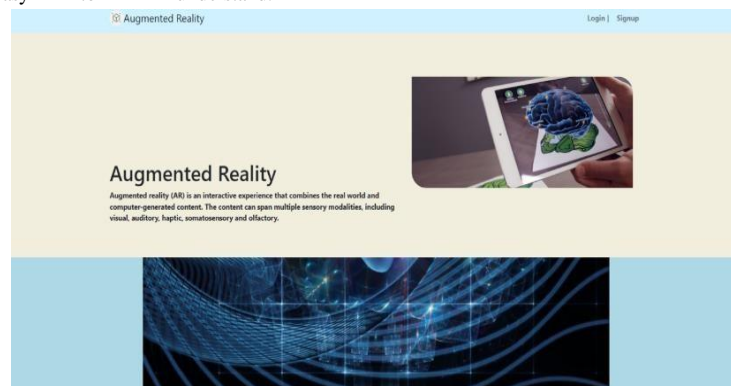 Augmented Reality
Login |   Signup
Augmented Reality
Augmented reality (AR) is an interactive experience that combines the real world and
computer-generated content. The content can span multiple sensory modalities, including
visual, auditory, haptic, somatosensory and olfactory.